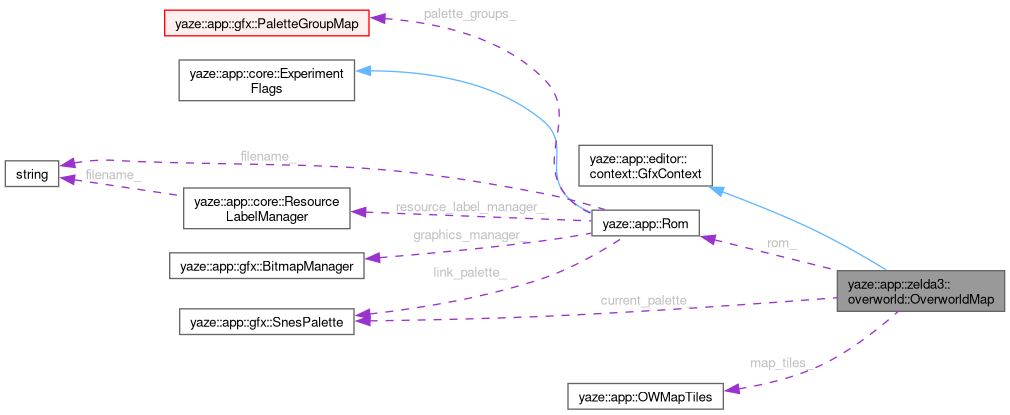 palette_groups_
yaze::app::gfx::PaletteGroupMap
yaze::app::core::Experiment
Flags
filename_
string
filename_
yaze::app::core::Resource
LabelManager
resource_label_manager_
graphics_manager_
yaze::app::gfx::BitmapManager
link_palette_
yaze::app::gfx::SnesPalette
yaze::app::editor::
context::GfxContext
yaze::app::Rom
rom_
current_palette_
yaze::app::zelda3::
overworld::OverworldMap
map_tiles_
yaze::app::OWMapTiles